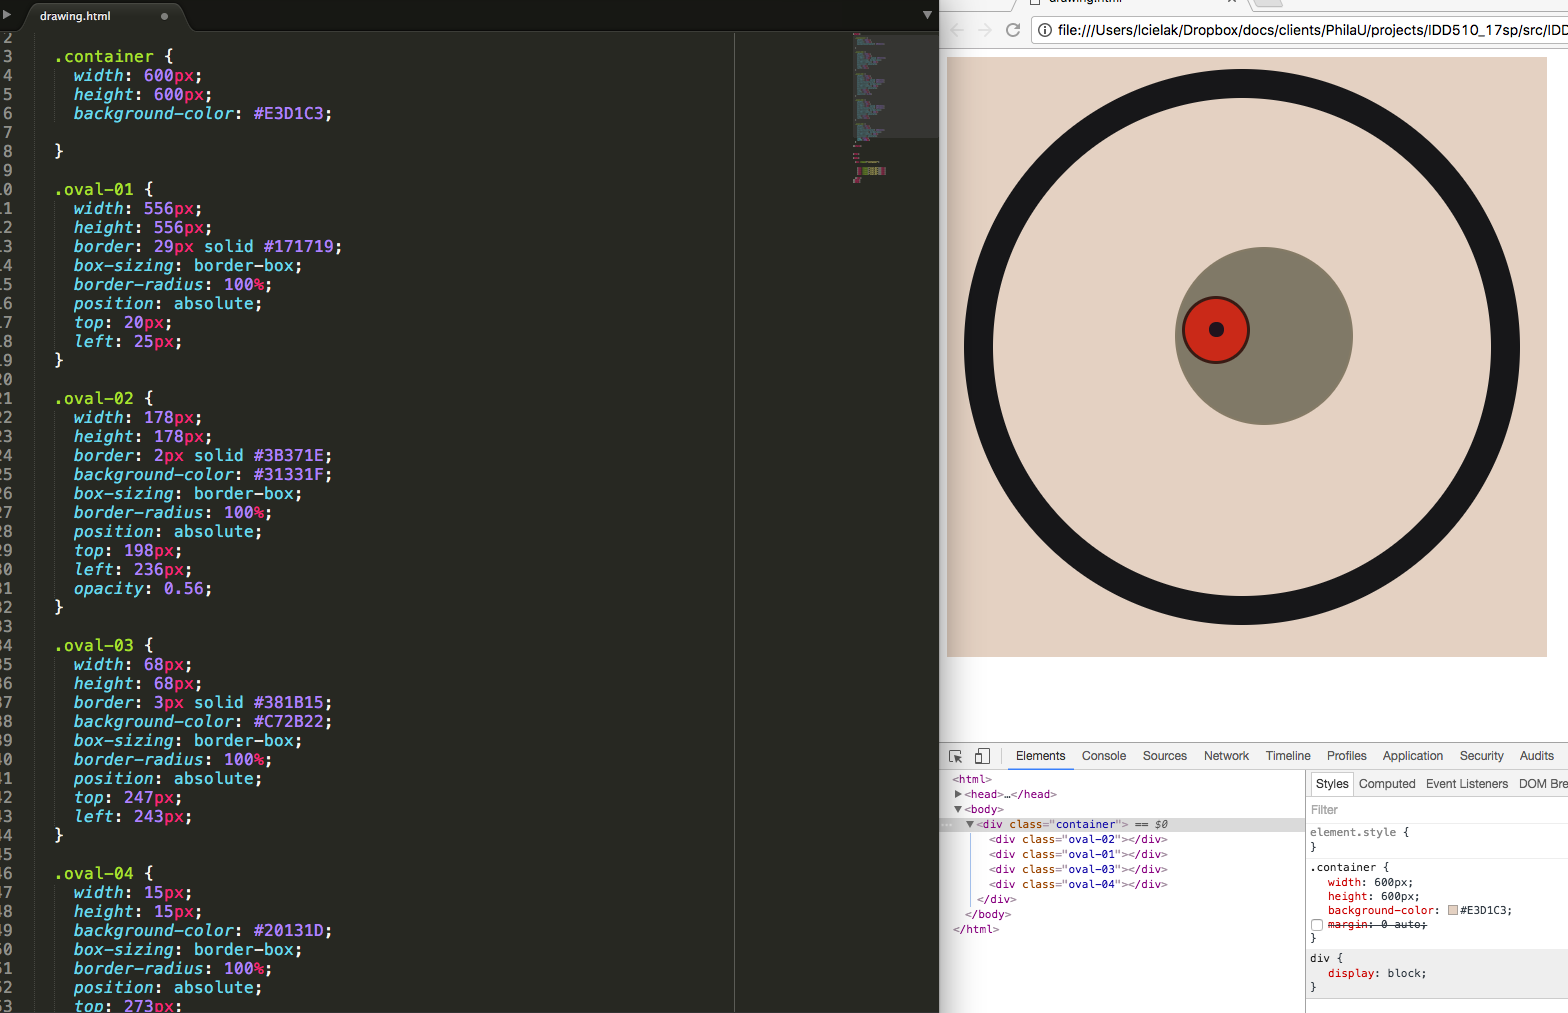 drawing.html
2
3 .container {
4 width: 600px;
5 height: 600px;
6 background-color: #E3D1C3;
7
8 }
9
10 .oval-01 {
11 width: 556px;
12 height: 556px;
13 border: 29px solid #171719;
14 box-sizing: border-box;
15 border-radius: 100%;
16 position: absolute;
17 top: 20px;
18 left: 25px;
19 }
20
21 .oval-02 {
22 width: 178px;
23 height: 178px;
24 border: 2px solid #3B371E;
25 background-color: #31331F;
26 box-sizing: border-box;
27 border-radius: 100%;
28 position: absolute;
29 top: 198px;
30 left: 236px;
31 opacity: 0.56;
32 }
33
34 .oval-03 {
35 width: 68px;
36 height: 68px;
37 border: 3px solid #381B15;
38 background-color: #C72B22;
39 box-sizing: border-box;
40 border-radius: 100%;
41 position: absolute;
42 top: 247px;
43 left: 243px;
44 }
45
46 .oval-04 {
47 width: 15px;
48 height: 15px;
49 background-color: #20131D;
50 box-sizing: border-box;
51 border-radius: 100%;
52 position: absolute;
53 top: 273px;
drawing.html
file:///Users/lcielak/Dropbox/docs/clients/PhilaU/projects/IDD510_17sp/src/IDD
Elements Console Sources Network Timeline Profiles Application Security Audits
<html>
<head>…</head>
<body>
<div class="container"> == $0
<div class="oval-02"></div>
<div class="oval-01"></div>
<div class="oval-03"></div>
<div class="oval-04"></div>
</div>
</body>
</html>
Styles Computed Event Listeners DOM Bre
Filter
element.style {
}
.container {
width: 600px;
height: 600px;
background-color: #E3D1C3;
margin: 0 auto;
}
div {
display: block;
}